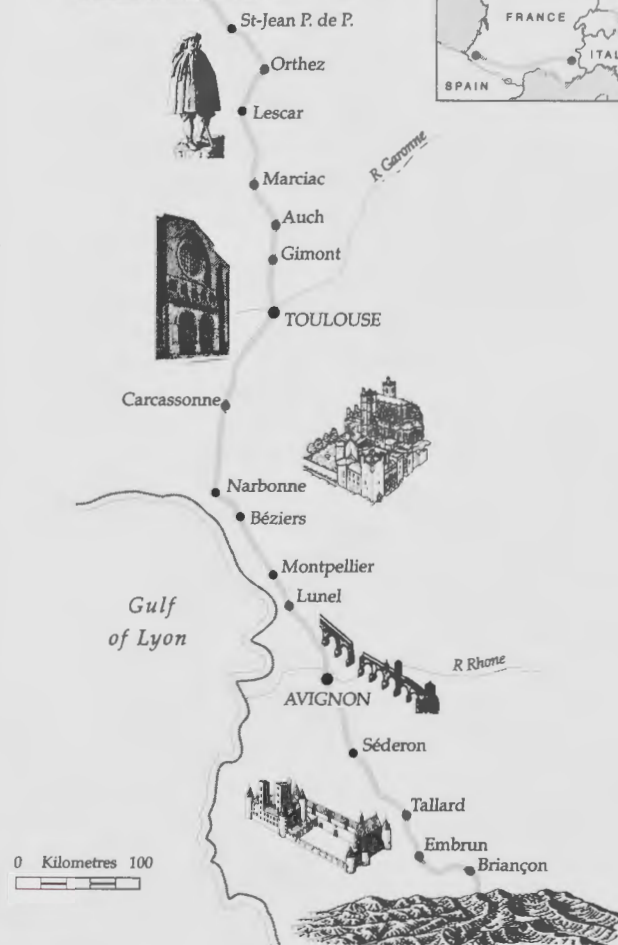 St-Jean P. de P.
FRANCE
ITAL
SPAIN
Orthez
Lescar
R Garonne
Marciac
Auch
Gimont
TOULOUSE
Carcassonne
Narbonne
Béziers
Montpellier
Gulf
of Lyon
Lunel
R Rhone
AVIGNON
Séderon
Tallard
0 Kilometres 100
Embrun
Briançon